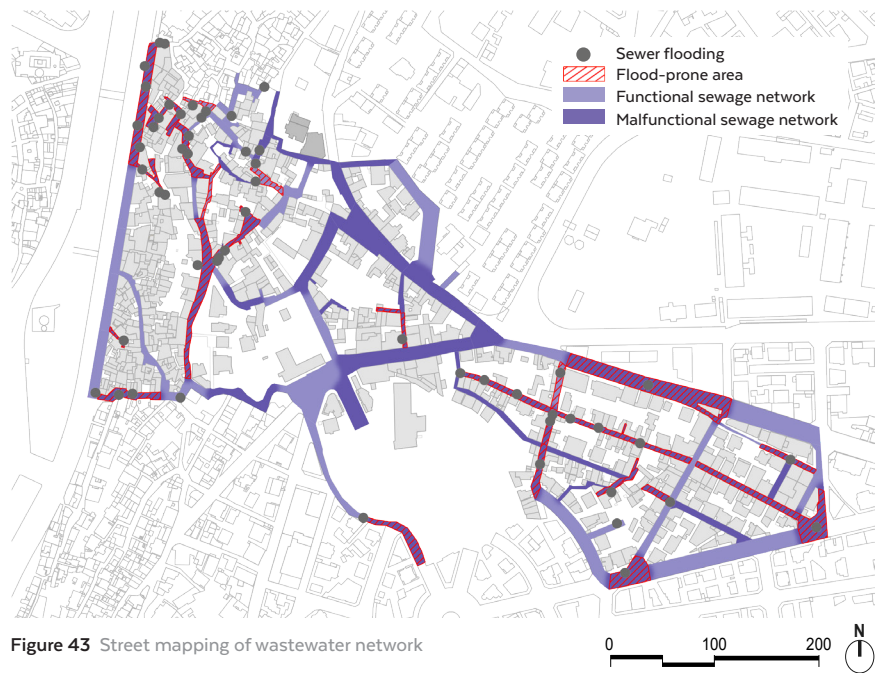 Sewer flooding
Flood-prone area
Functional sewage network
Malfunctional sewage network
Figure 43 Street mapping of wastewater network
0 100 200
N